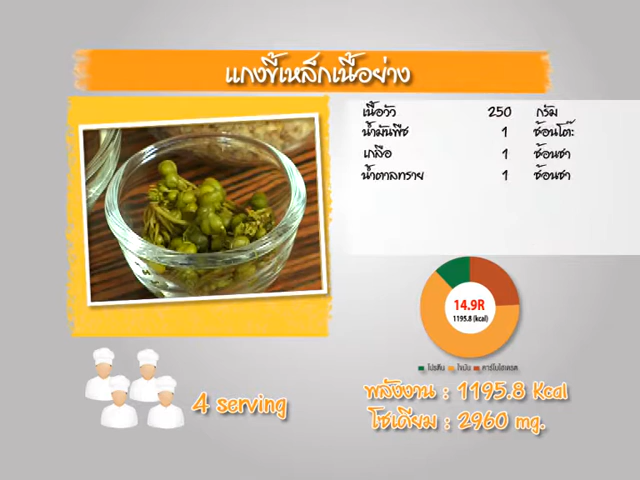 แกงขี้เหล็กเนื้อย่าง
เนื้อวัว 250 กรัม
น้ำมันพืช 1 ช้อนโต๊ะ
เกลือ 1 ช้อนชา
น้ำตาลทราย 1 ช้อนชา
14.9R
1195.8 (kcal)
โปรตีน ไขมัน คาร์โบไฮเดรต
4 serving
พลังงาน : 1195.8 Kcal
โซเดียม : 2960 mg.